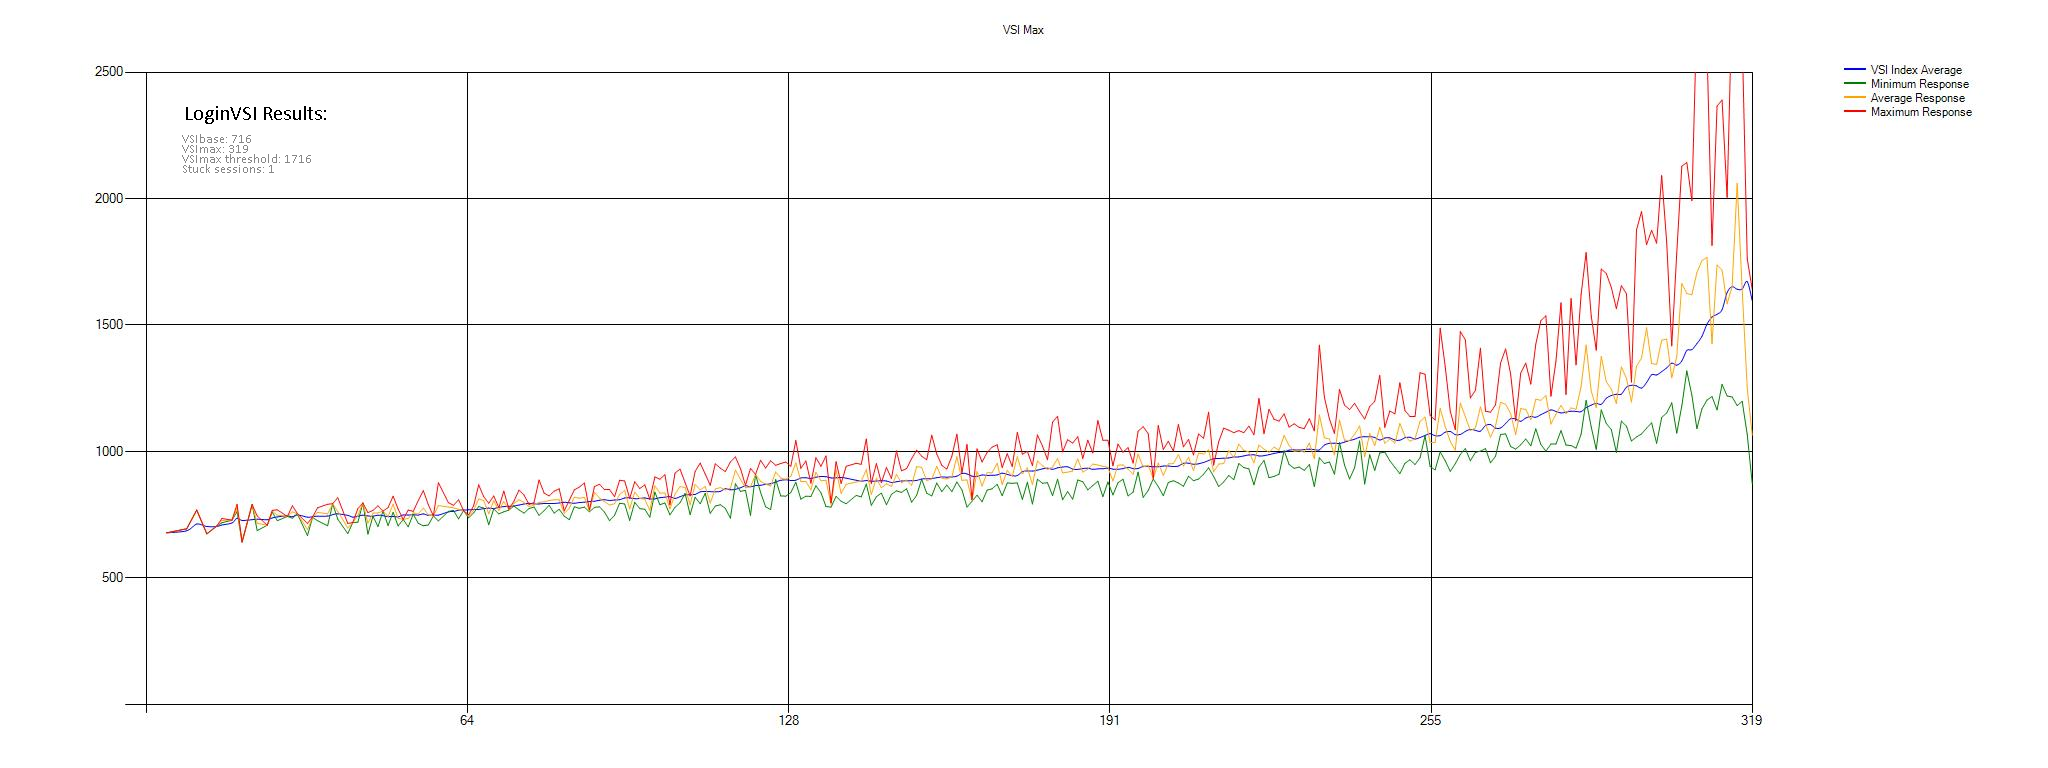 VSI Max
2500
2000
1500
1000
500
LoginVSI Results:
VSIbase: 716
VSImax: 319
VSImax threshold: 1716
Stuck sessions: 1
VSI Index Average
Minimum Response
Average Response
Maximum Response
64 128 191 255 319